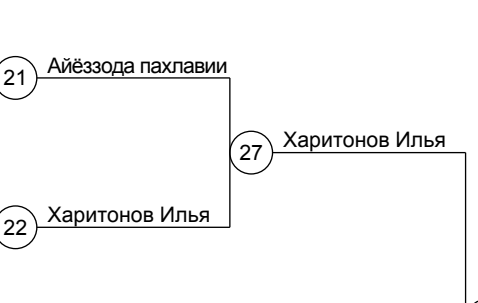 21 Айёззода пахлавии
27 Харитонов Илья
22 Харитонов Илья